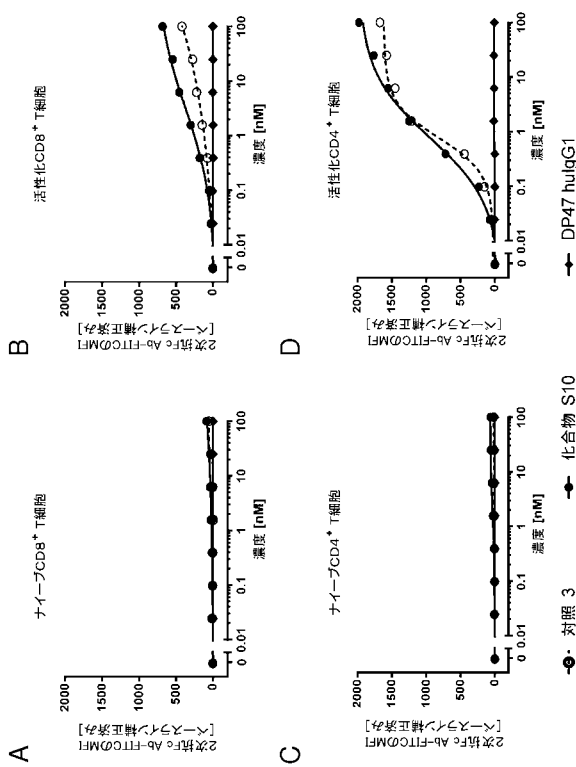 A
ナイーブCD8⁺ T細胞
2次抗Fc Ab-FITCのMFI
[ベースライン補正済み]
2000
1500
1000
500
0
0 0.01 0.1 1 10 100
濃度 [nM]
B
活性化CD8⁺ T細胞
2次抗Fc Ab-FITCのMFI
[ベースライン補正済み]
2000
1500
1000
500
0
0 0.01 0.1 1 10 100
濃度 [nM]
C
ナイーブCD4⁺ T細胞
2次抗Fc Ab-FITCのMFI
[ベースライン補正済み]
2000
1500
1000
500
0
0 0.01 0.1 1 10 100
濃度 [nM]
D
活性化CD4⁺ T細胞
2次抗Fc Ab-FITCのMFI
[ベースライン補正済み]
2000
1500
1000
500
0
0 0.01 0.1 1 10 100
濃度 [nM]
対照 3 化合物 S10 DP47 huIgG1